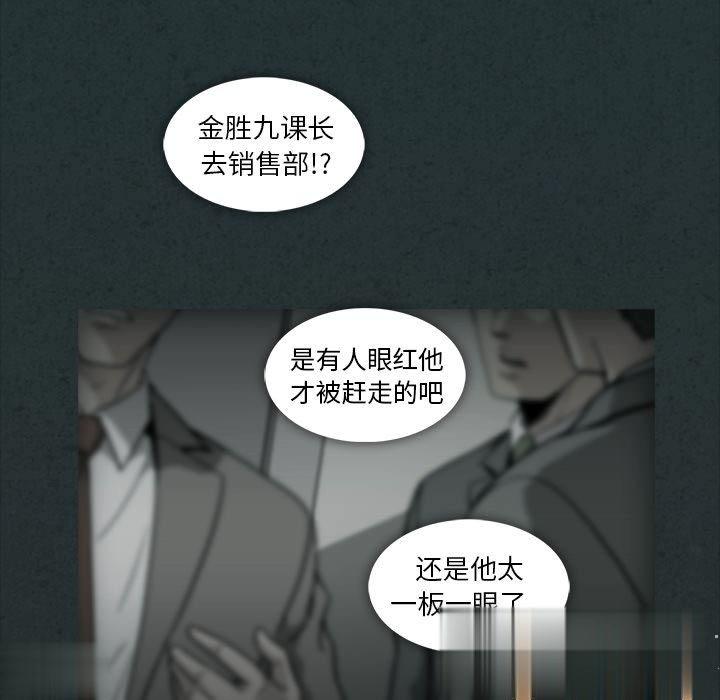 金胜九课长
去销售部!?
是有人眼红他
才被赶走的吧
还是他太
一板一眼了